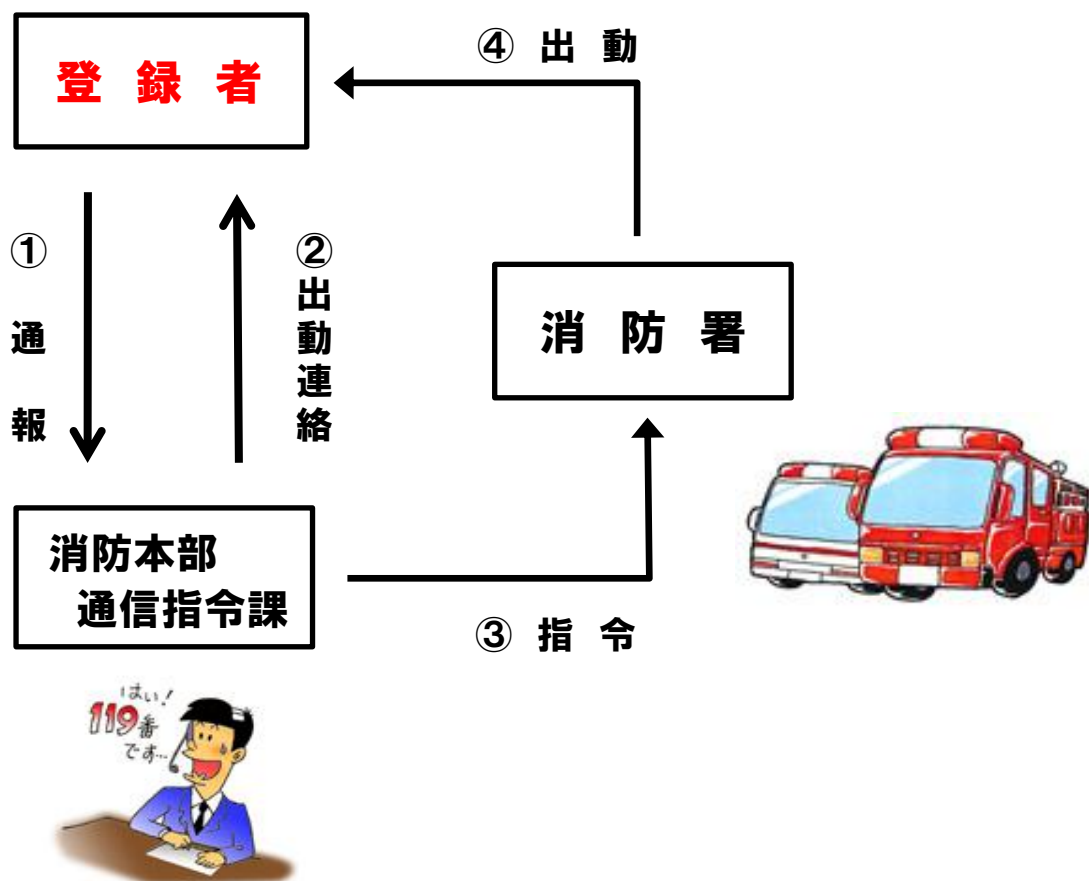 登録者
④ 出動
①通報
②出動連絡
消防署
消防本部
通信指令課
③ 指令
はい!
119番
です…